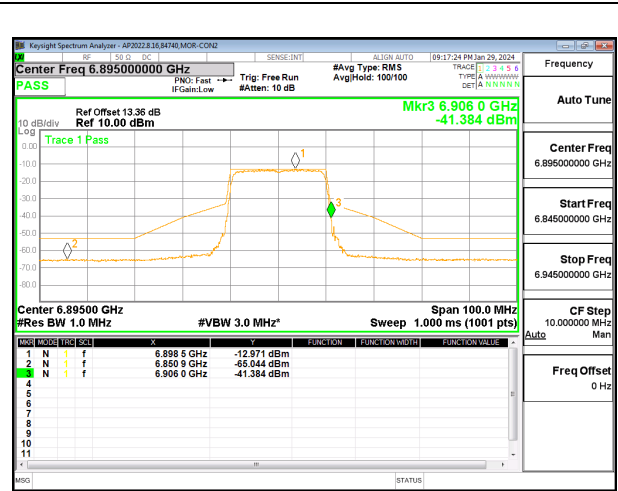 Keysight Spectrum Analyzer - AP2022.8.16,84740,MOR-CON2
RF 50 Ω DC SENSE:INT ALIGN AUTO 09:17:24 PM Jan 29, 2024
Center Freq 6.895000000 GHz
PNO: Fast
IFGain:Low
Trig: Free Run
#Atten: 10 dB
#Avg Type: RMS
Avg|Hold: 100/100
TRACE 1 2 3 4 5 6
TYPE A WWWWW
DET A N N N N N
PASS
Frequency
Auto Tune
Center Freq
6.895000000 GHz
Start Freq
6.845000000 GHz
Stop Freq
6.945000000 GHz
CF Step
10.000000 MHz
Auto Man
Freq Offset
0 Hz
Ref Offset 13.36 dB
10 dB/div Ref 10.00 dBm
Mkr3 6.906 0 GHz
-41.384 dBm
Log
Trace 1 Pass
0.00
-10.0
-20.0
-30.0
-40.0
-50.0
-60.0
-70.0
-80.0
1
2
3
Center 6.89500 GHz Span 100.0 MHz
#Res BW 1.0 MHz #VBW 3.0 MHz* Sweep 1.000 ms (1001 pts)
MKR MODE TRC SCL X Y FUNCTION FUNCTION WIDTH FUNCTION VALUE
1 N 1 f 6.898 5 GHz -12.971 dBm
2 N 1 f 6.850 9 GHz -65.044 dBm
3 N 1 f 6.906 0 GHz -41.384 dBm
4
5
6
7
8
9
10
11
MSG STATUS